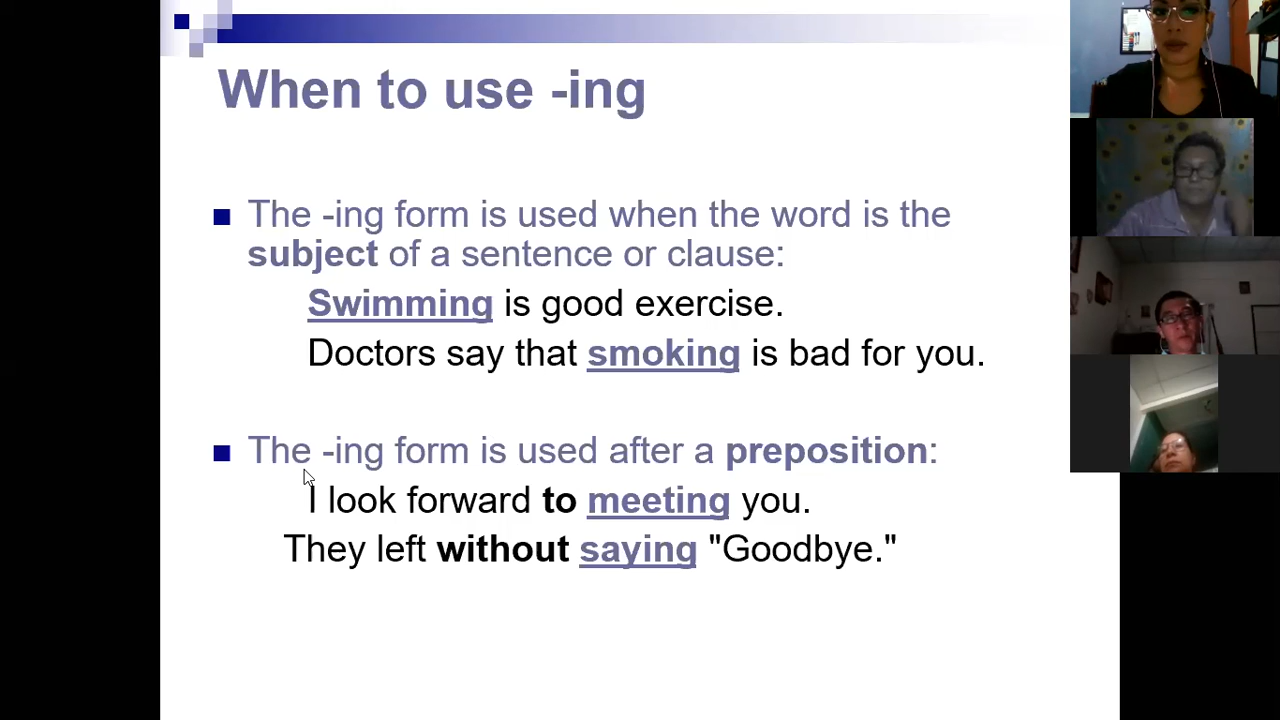 When to use -ing
The -ing form is used when the word is the
subject of a sentence or clause:
Swimming is good exercise.
Doctors say that smoking is bad for you.
The -ing form is used after a preposition:
I look forward to meeting you.
They left without saying "Goodbye."